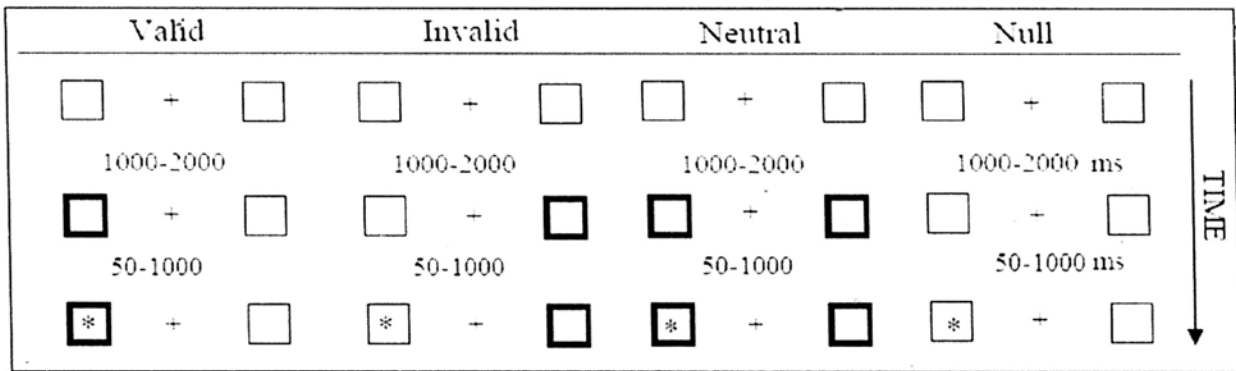 Valid Invalid Neutral Null
+ + + +
1000-2000 1000-2000 1000-2000 1000-2000 ms
+ + + +
50-1000 50-1000 50-1000 50-1000 ms
* + * + * + * +
TIME